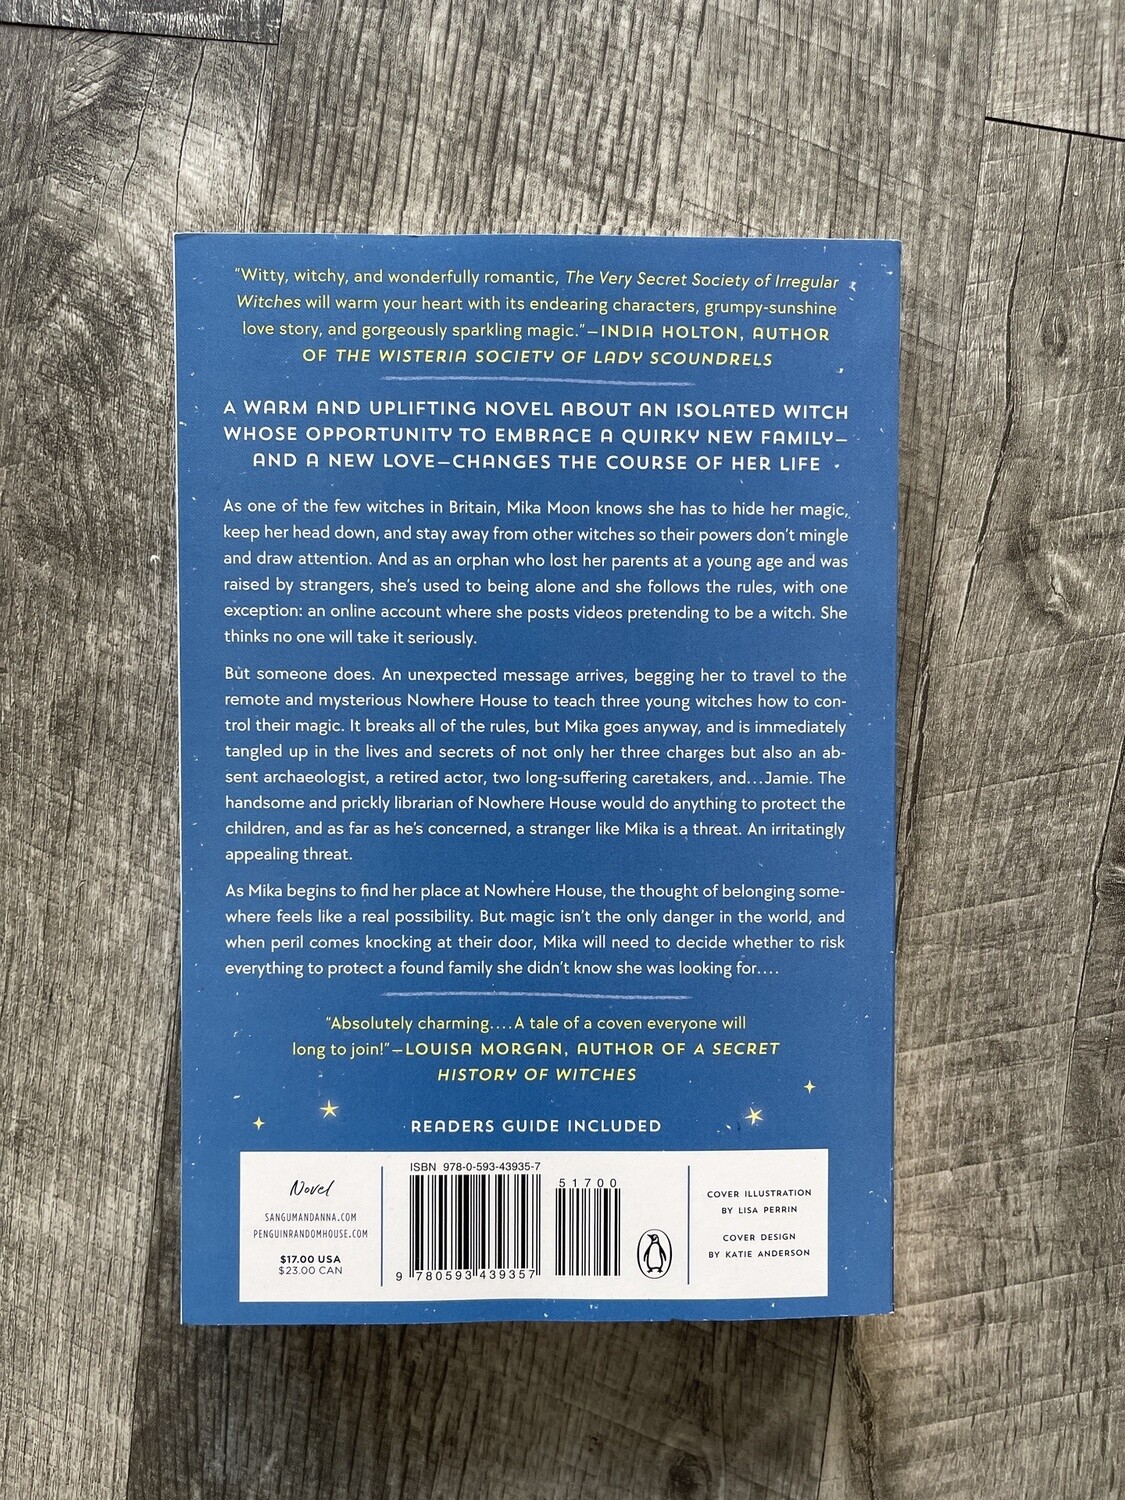 “Witty, witchy, and wonderfully romantic, The Very Secret Society of Irregular
Witches will warm your heart with its endearing characters, grumpy-sunshine
love story, and gorgeously sparkling magic.”—INDIA HOLTON, AUTHOR
OF THE WISTERIA SOCIETY OF LADY SCOUNDRELS
A WARM AND UPLIFTING NOVEL ABOUT AN ISOLATED WITCH
WHOSE OPPORTUNITY TO EMBRACE A QUIRKY NEW FAMILY—
AND A NEW LOVE—CHANGES THE COURSE OF HER LIFE
As one of the few witches in Britain, Mika Moon knows she has to hide her magic,
keep her head down, and stay away from other witches so their powers don’t mingle
and draw attention. And as an orphan who lost her parents at a young age and was
raised by strangers, she’s used to being alone and she follows the rules, with one
exception: an online account where she posts videos pretending to be a witch. She
thinks no one will take it seriously.
But someone does. An unexpected message arrives, begging her to travel to the
remote and mysterious Nowhere House to teach three young witches how to con-
trol their magic. It breaks all of the rules, but Mika goes anyway, and is immediately
tangled up in the lives and secrets of not only her three charges but also an ab-
sent archaeologist, a retired actor, two long-suffering caretakers, and...Jamie. The
handsome and prickly librarian of Nowhere House would do anything to protect the
children, and as far as he’s concerned, a stranger like Mika is a threat. An irritatingly
appealing threat.
As Mika begins to find her place at Nowhere House, the thought of belonging some-
where feels like a real possibility. But magic isn’t the only danger in the world, and
when peril comes knocking at their door, Mika will need to decide whether to risk
everything to protect a found family she didn’t know she was looking for....
“Absolutely charming....A tale of a coven everyone will
long to join!”—LOUISA MORGAN, AUTHOR OF A SECRET
HISTORY OF WITCHES
READERS GUIDE INCLUDED
Novel
SANGUMANDANNA.COM
PENGUINRANDOMHOUSE.COM
$17.00 USA
$23.00 CAN
ISBN 978-0-593-43935-7
51700
9 780593 439357
COVER ILLUSTRATION
BY LISA PERRIN
COVER DESIGN
BY KATIE ANDERSON